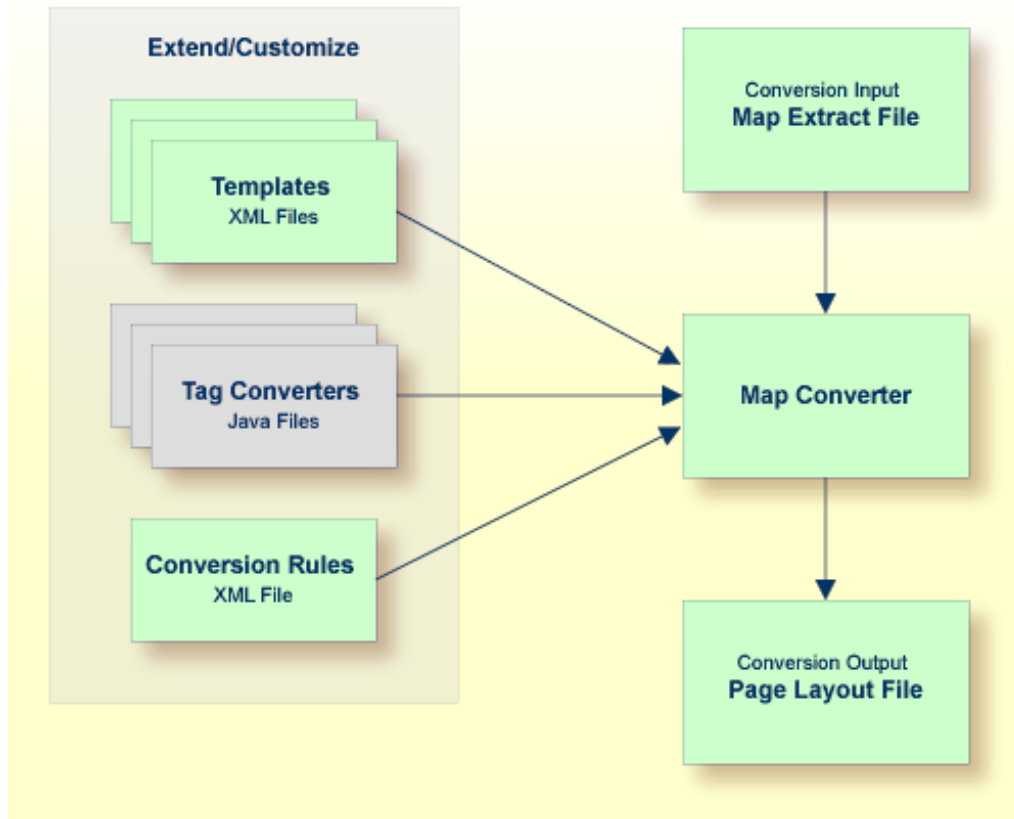 Extend/Customize
Templates
XML Files
Tag Converters
Java Files
Conversion Rules
XML File
Conversion Input
Map Extract File
Map Converter
Conversion Output
Page Layout File